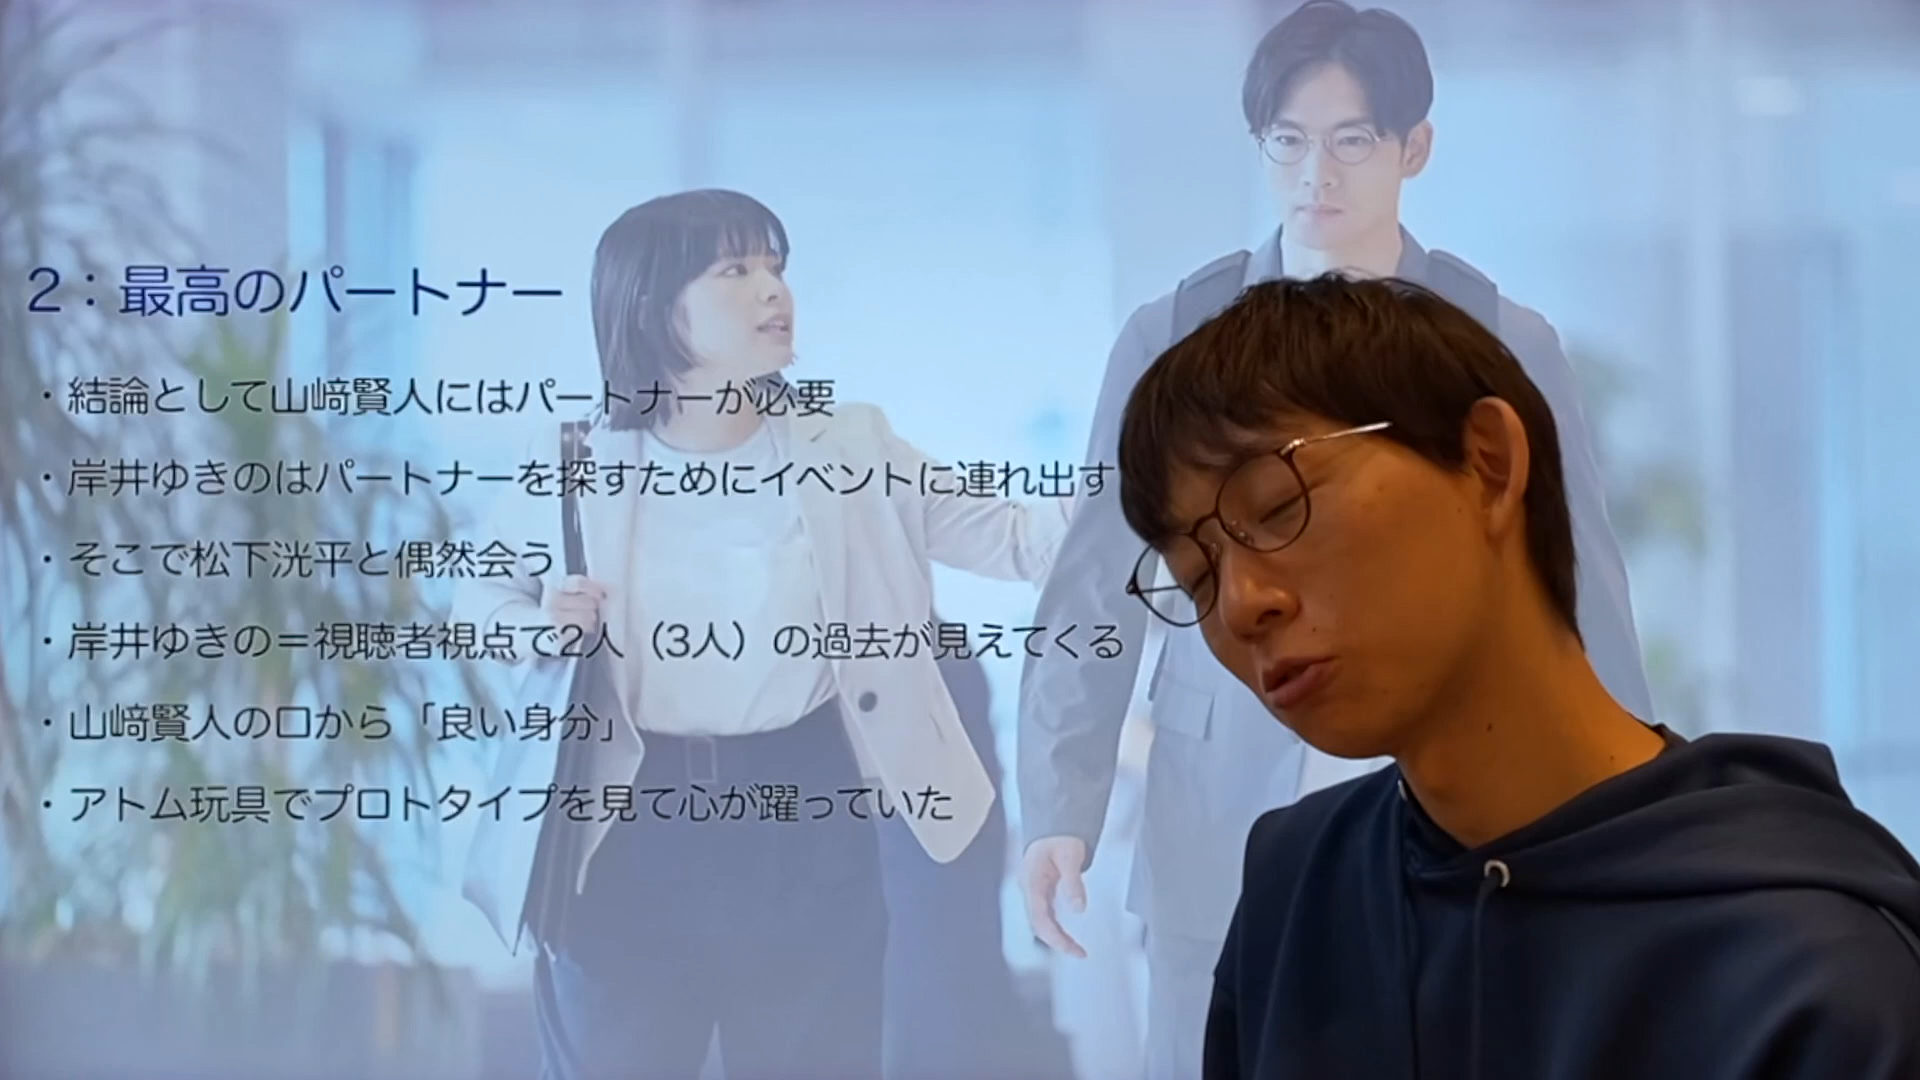 2：最高のパートナー
・結論として山﨑賢人にはパートナーが必要
・岸井ゆきのはパートナーを探すためにイベントに連れ出す
・そこで松下洸平と偶然会う
・岸井ゆきの＝視聴者視点で2人（3人）の過去が見えてくる
・山﨑賢人の口から「良い身分」
・アトム玩具でプロトタイプを見て心が躍っていた